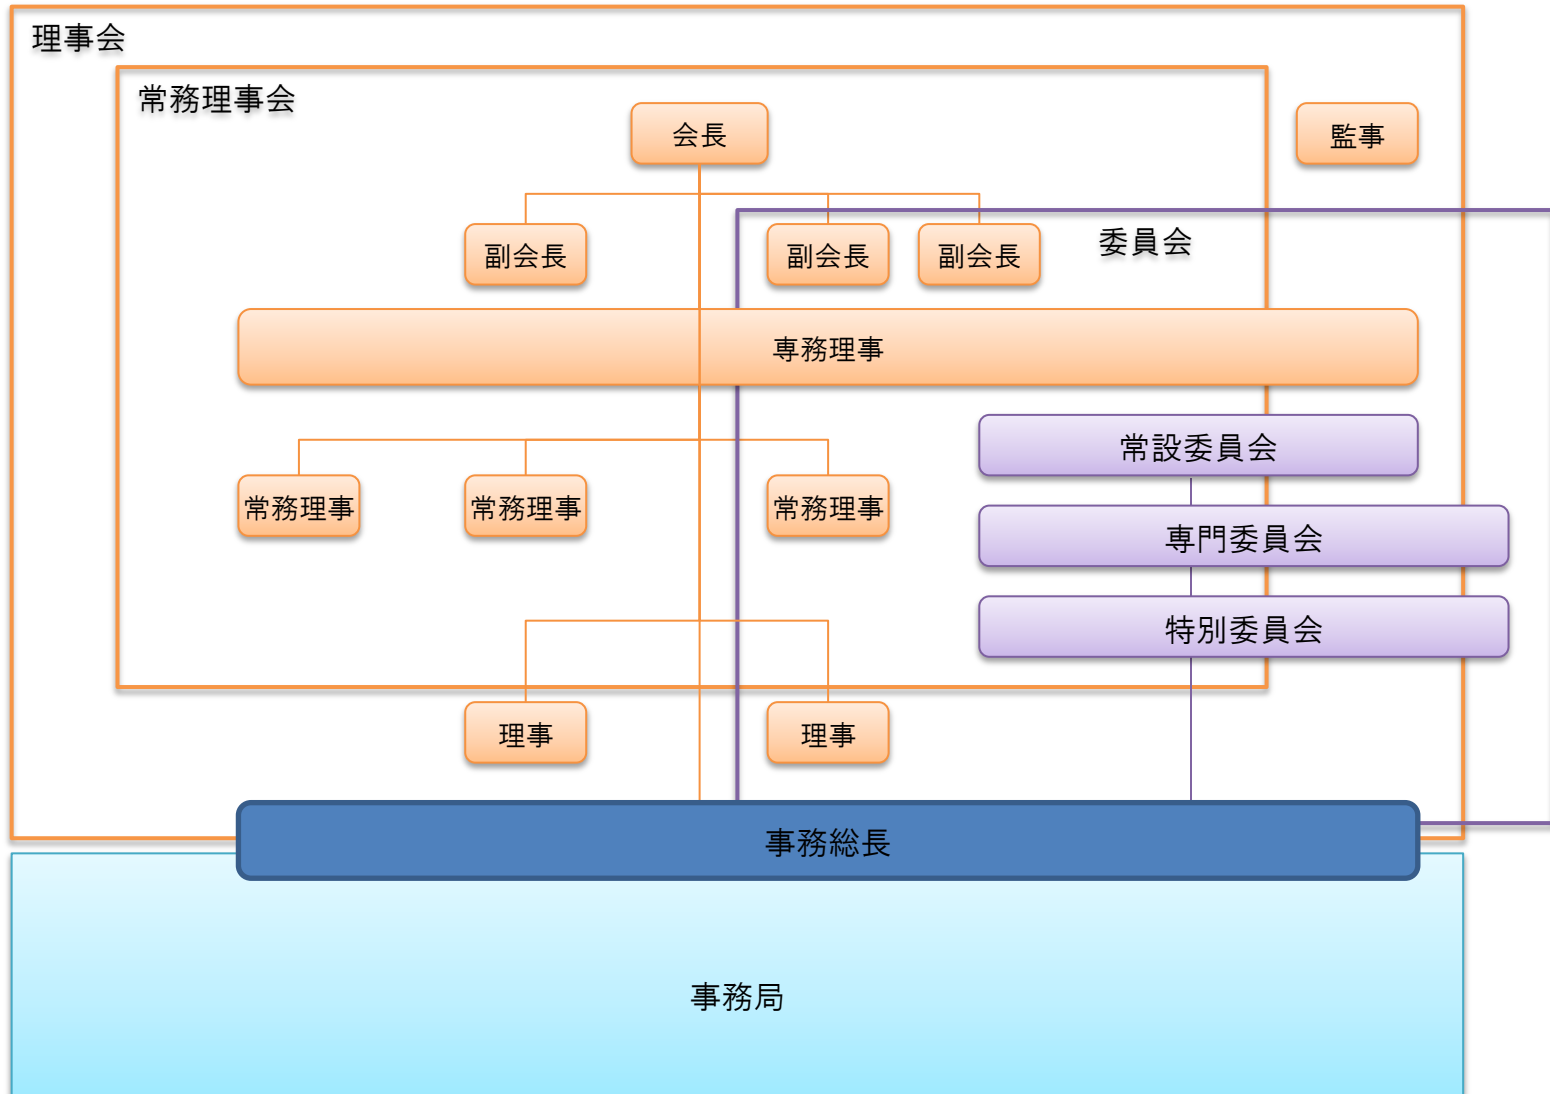 理事会
常務理事会
会長
監事
副会長
副会長
副会長
委員会
専務理事
常設委員会
常務理事
常務理事
常務理事
専門委員会
特別委員会
理事
理事
事務総長
事務局